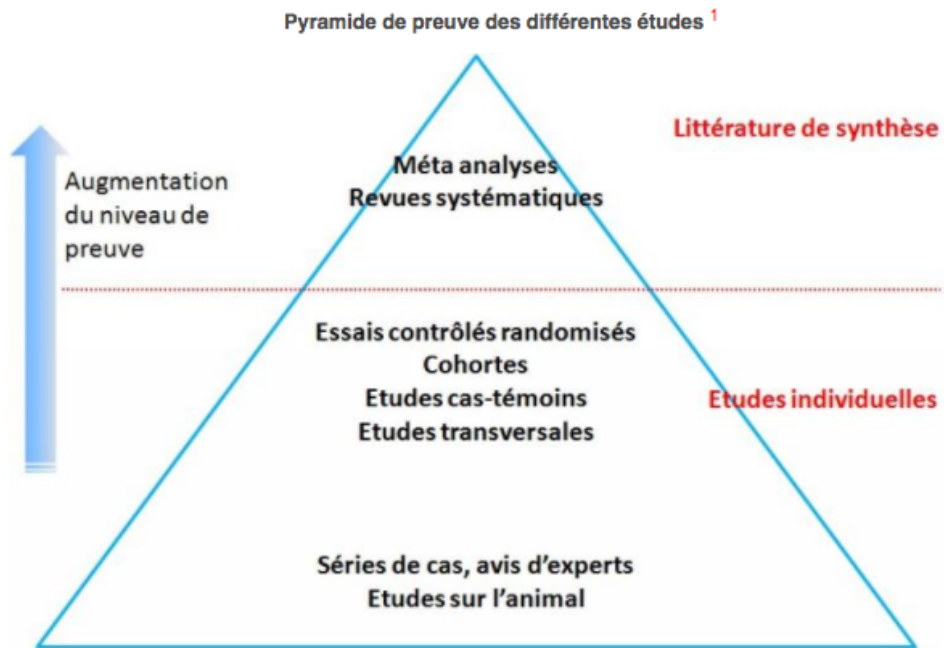 Pyramide de preuve des différentes études 1
Littérature de synthèse
Augmentation
du niveau de
preuve
Méta analyses
Revues systématiques
Essais contrôlés randomisés
Cohortes
Etudes cas-témoins
Etudes transversales
Etudes individuelles
Séries de cas, avis d'experts
Etudes sur l'animal